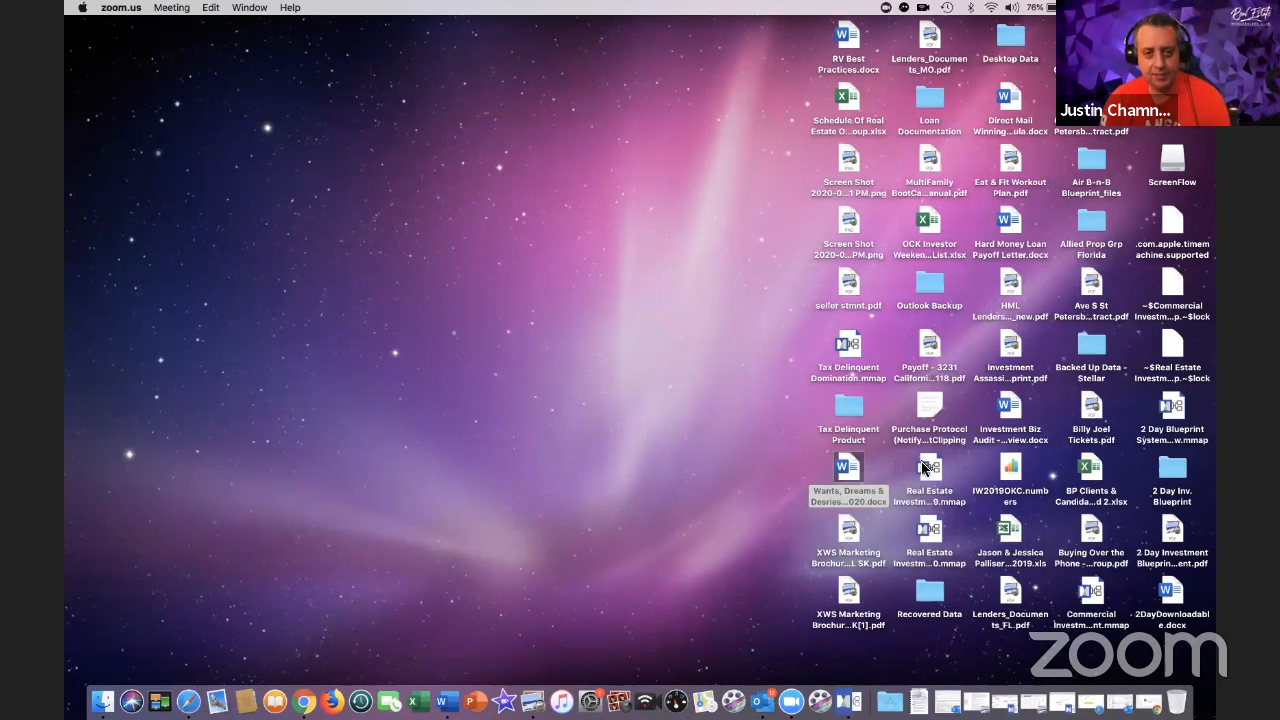 zoom.us Meeting Edit Window Help
76%
Real Estate
Justin Chamn...
RV Best
Practices.docx
Lenders_Documen
ts_MO.pdf
Desktop Data
Schedule Of Real
Estate O...oup.xlsx
Loan
Documentation
Direct Mail
Winning...ula.docx
Petersb...tract.pdf
Screen Shot
2020-0...1 PM.png
MultiFamily
BootCa...anual.pdf
Eat & Fit Workout
Plan.pdf
Air B-n-B
Blueprint_files
ScreenFlow
Screen Shot
2020-0...PM.png
OCK Investor
Weeken...List.xlsx
Hard Money Loan
Payoff Letter.docx
Allied Prop Grp
Florida
.com.apple.timem
achine.supported
seller stmnt.pdf
Outlook Backup
HML
Lenders..._new.pdf
Ave S St
Petersb...tract.pdf
~$Commercial
Investm...p.~$lock
Tax Delinquent
Domination.mmap
Payoff - 3231
Californi...118.pdf
Investment
Assassi...print.pdf
Backed Up Data -
Stellar
~$Real Estate
Investm...p.~$lock
Tax Delinquent
Product
Purchase Protocol
(Notify...tClipping
Investment Biz
Audit -...view.docx
Billy Joel
Tickets.pdf
2 Day Blueprint
System...w.mmap
Wants, Dreams &
Desries...020.docx
Real Estate
Investm...9.mmap
IW2019OKC.numb
ers
BP Clients &
Candida...d 2.xlsx
2 Day Inv.
Blueprint
XWS Marketing
Brochur...L SK.pdf
Real Estate
Investm...0.mmap
Jason & Jessica
Palliser...2019.xls
Buying Over the
Phone -...roup.pdf
2 Day Investment
Blueprin...ent.pdf
XWS Marketing
Brochur...K[1].pdf
Recovered Data
Lenders_Documen
ts_FL.pdf
Commercial
Investm...nt.mmap
2DayDownloadabl
e.docx
zoom